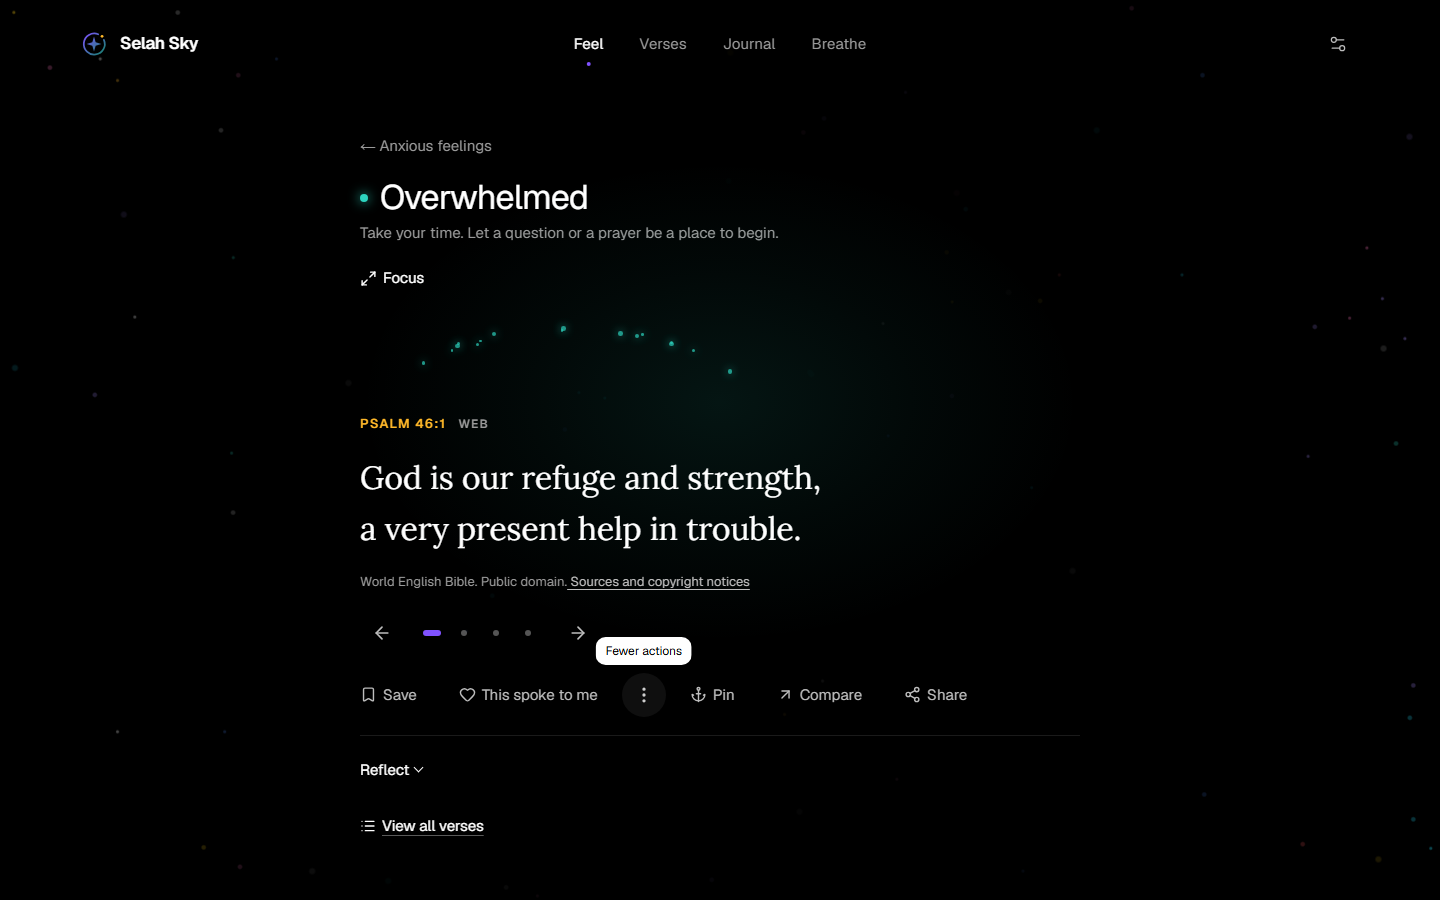 Selah Sky
Feel
Verses
Journal
Breathe
← Anxious feelings
Overwhelmed
Take your time. Let a question or a prayer be a place to begin.
Focus
PSALM 46:1 WEB
God is our refuge and strength,
a very present help in trouble.
World English Bible. Public domain. Sources and copyright notices
Fewer actions
Save
This spoke to me
Pin
Compare
Share
Reflect
View all verses